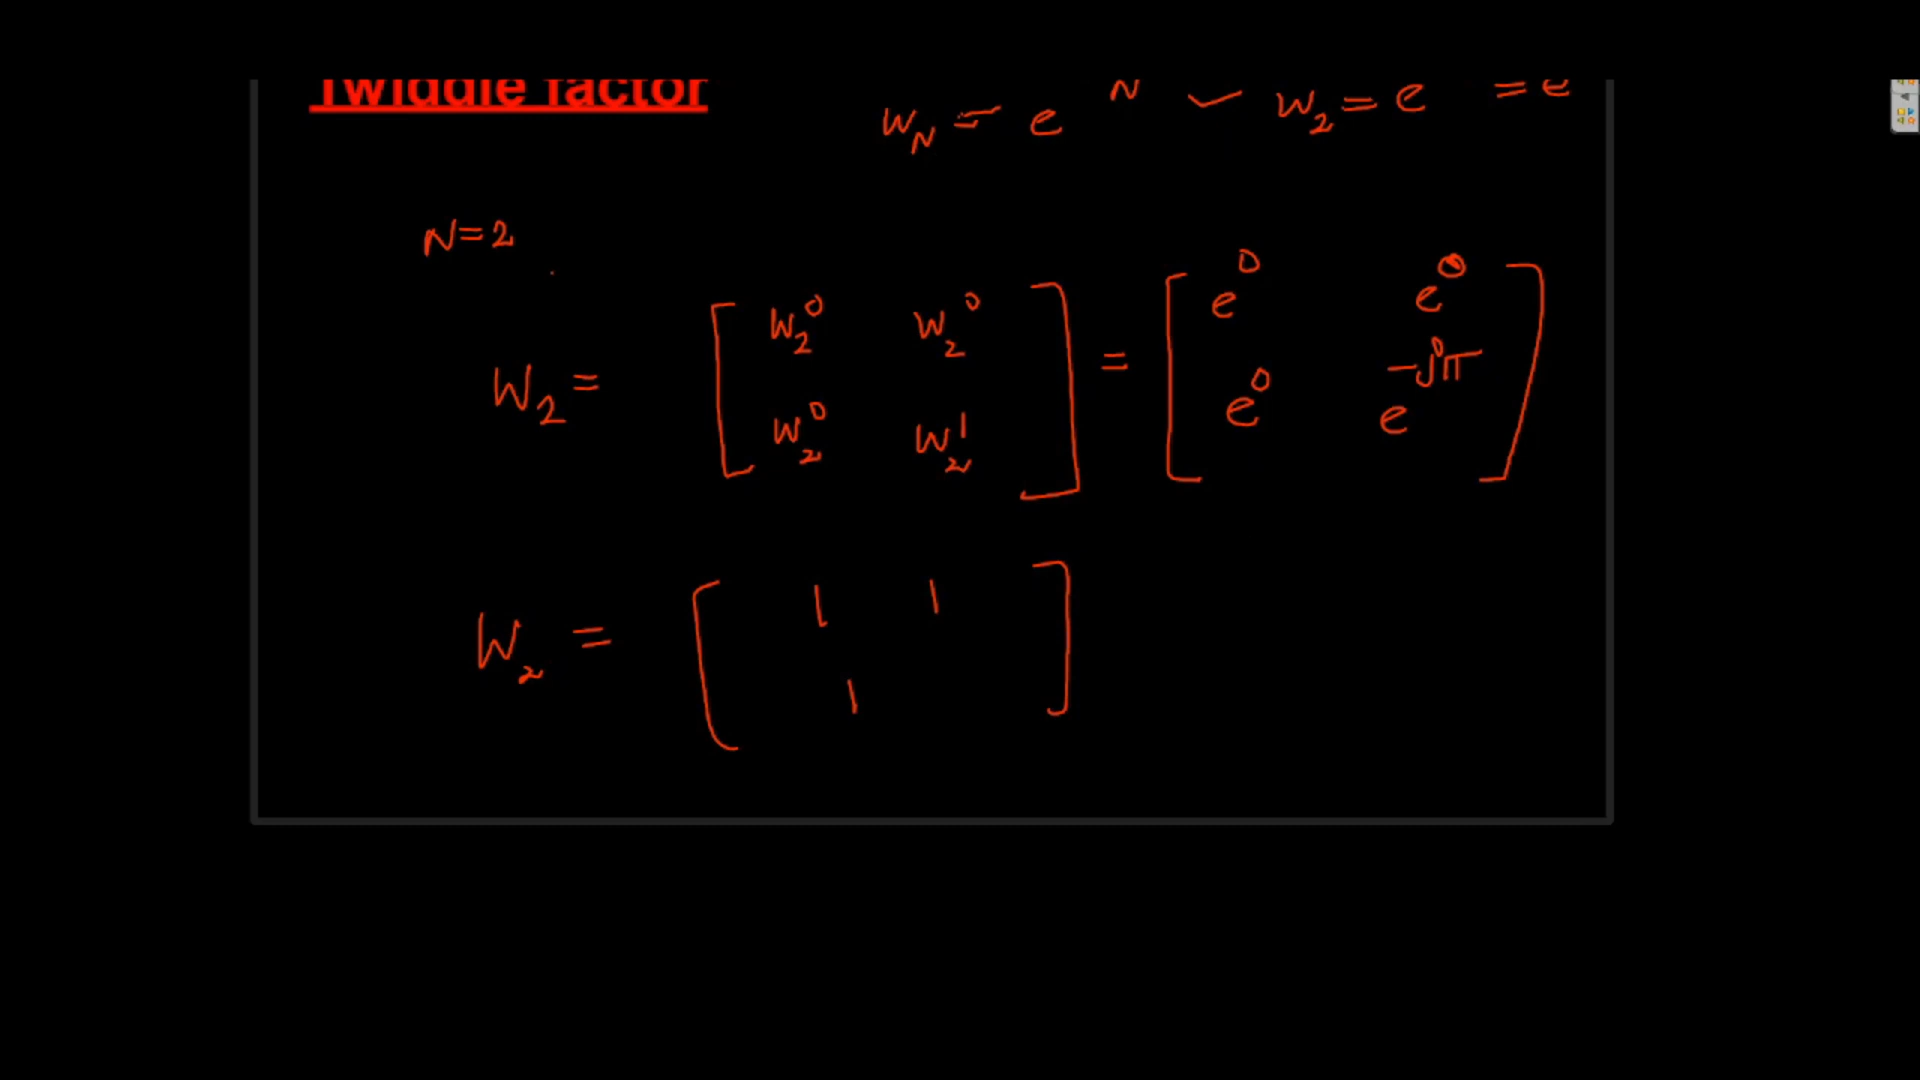 Twiddle factor
W_N = e N ✓ W_2 = e = e
N=2
W_2 = [ W_2^0 W_2^0 ; W_2^0 W_2^1 ] = [ e^0 e^0 ; e^0 e^{-jπ} ]
W_2 = [ 1 1 ; 1 ]